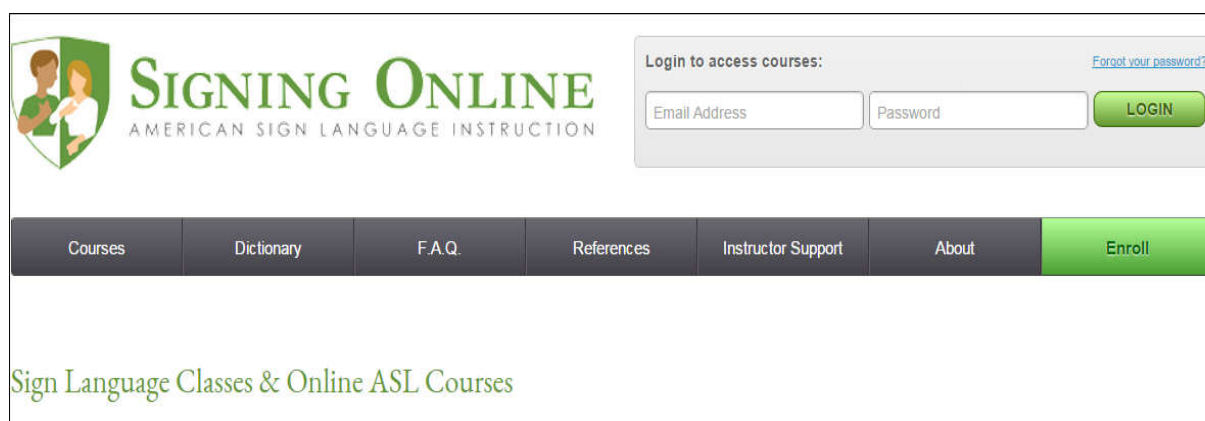 SIGNING ONLINE
AMERICAN SIGN LANGUAGE INSTRUCTION
Login to access courses: Forgot your password?
Email Address Password LOGIN
Courses Dictionary F.A.Q. References Instructor Support About Enroll
Sign Language Classes & Online ASL Courses